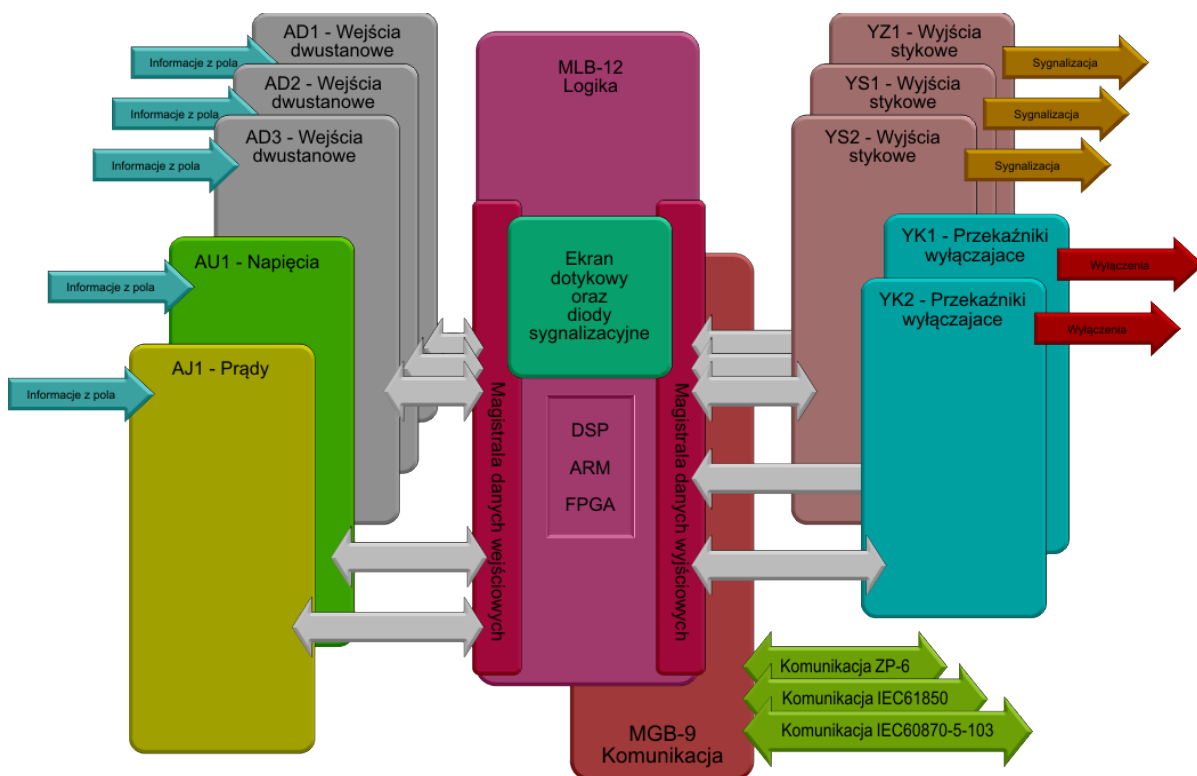 AD1 - Wejścia
dwustanowe
Informacje z pola
AD2 - Wejścia
dwustanowe
Informacje z pola
AD3 - Wejścia
dwustanowe
Informacje z pola
AU1 - Napięcia
Informacje z pola
AJ1 - Prądy
Informacje z pola
MLB-12
Logika
Ekran
dotykowy
oraz
diody
sygnalizacyjne
Magistrala danych wejściowych
DSP
ARM
FPGA
Magistrala danych wyjściowych
MGB-9
Komunikacja
YZ1 - Wyjścia
stykowe
Sygnalizacja
YS1 - Wyjścia
stykowe
Sygnalizacja
YS2 - Wyjścia
stykowe
Sygnalizacja
YK1 - Przekaźniki
wyłączajace
Wyłączenia
YK2 - Przekaźniki
wyłączajace
Wyłączenia
Komunikacja ZP-6
Komunikacja IEC61850
Komunikacja IEC60870-5-103